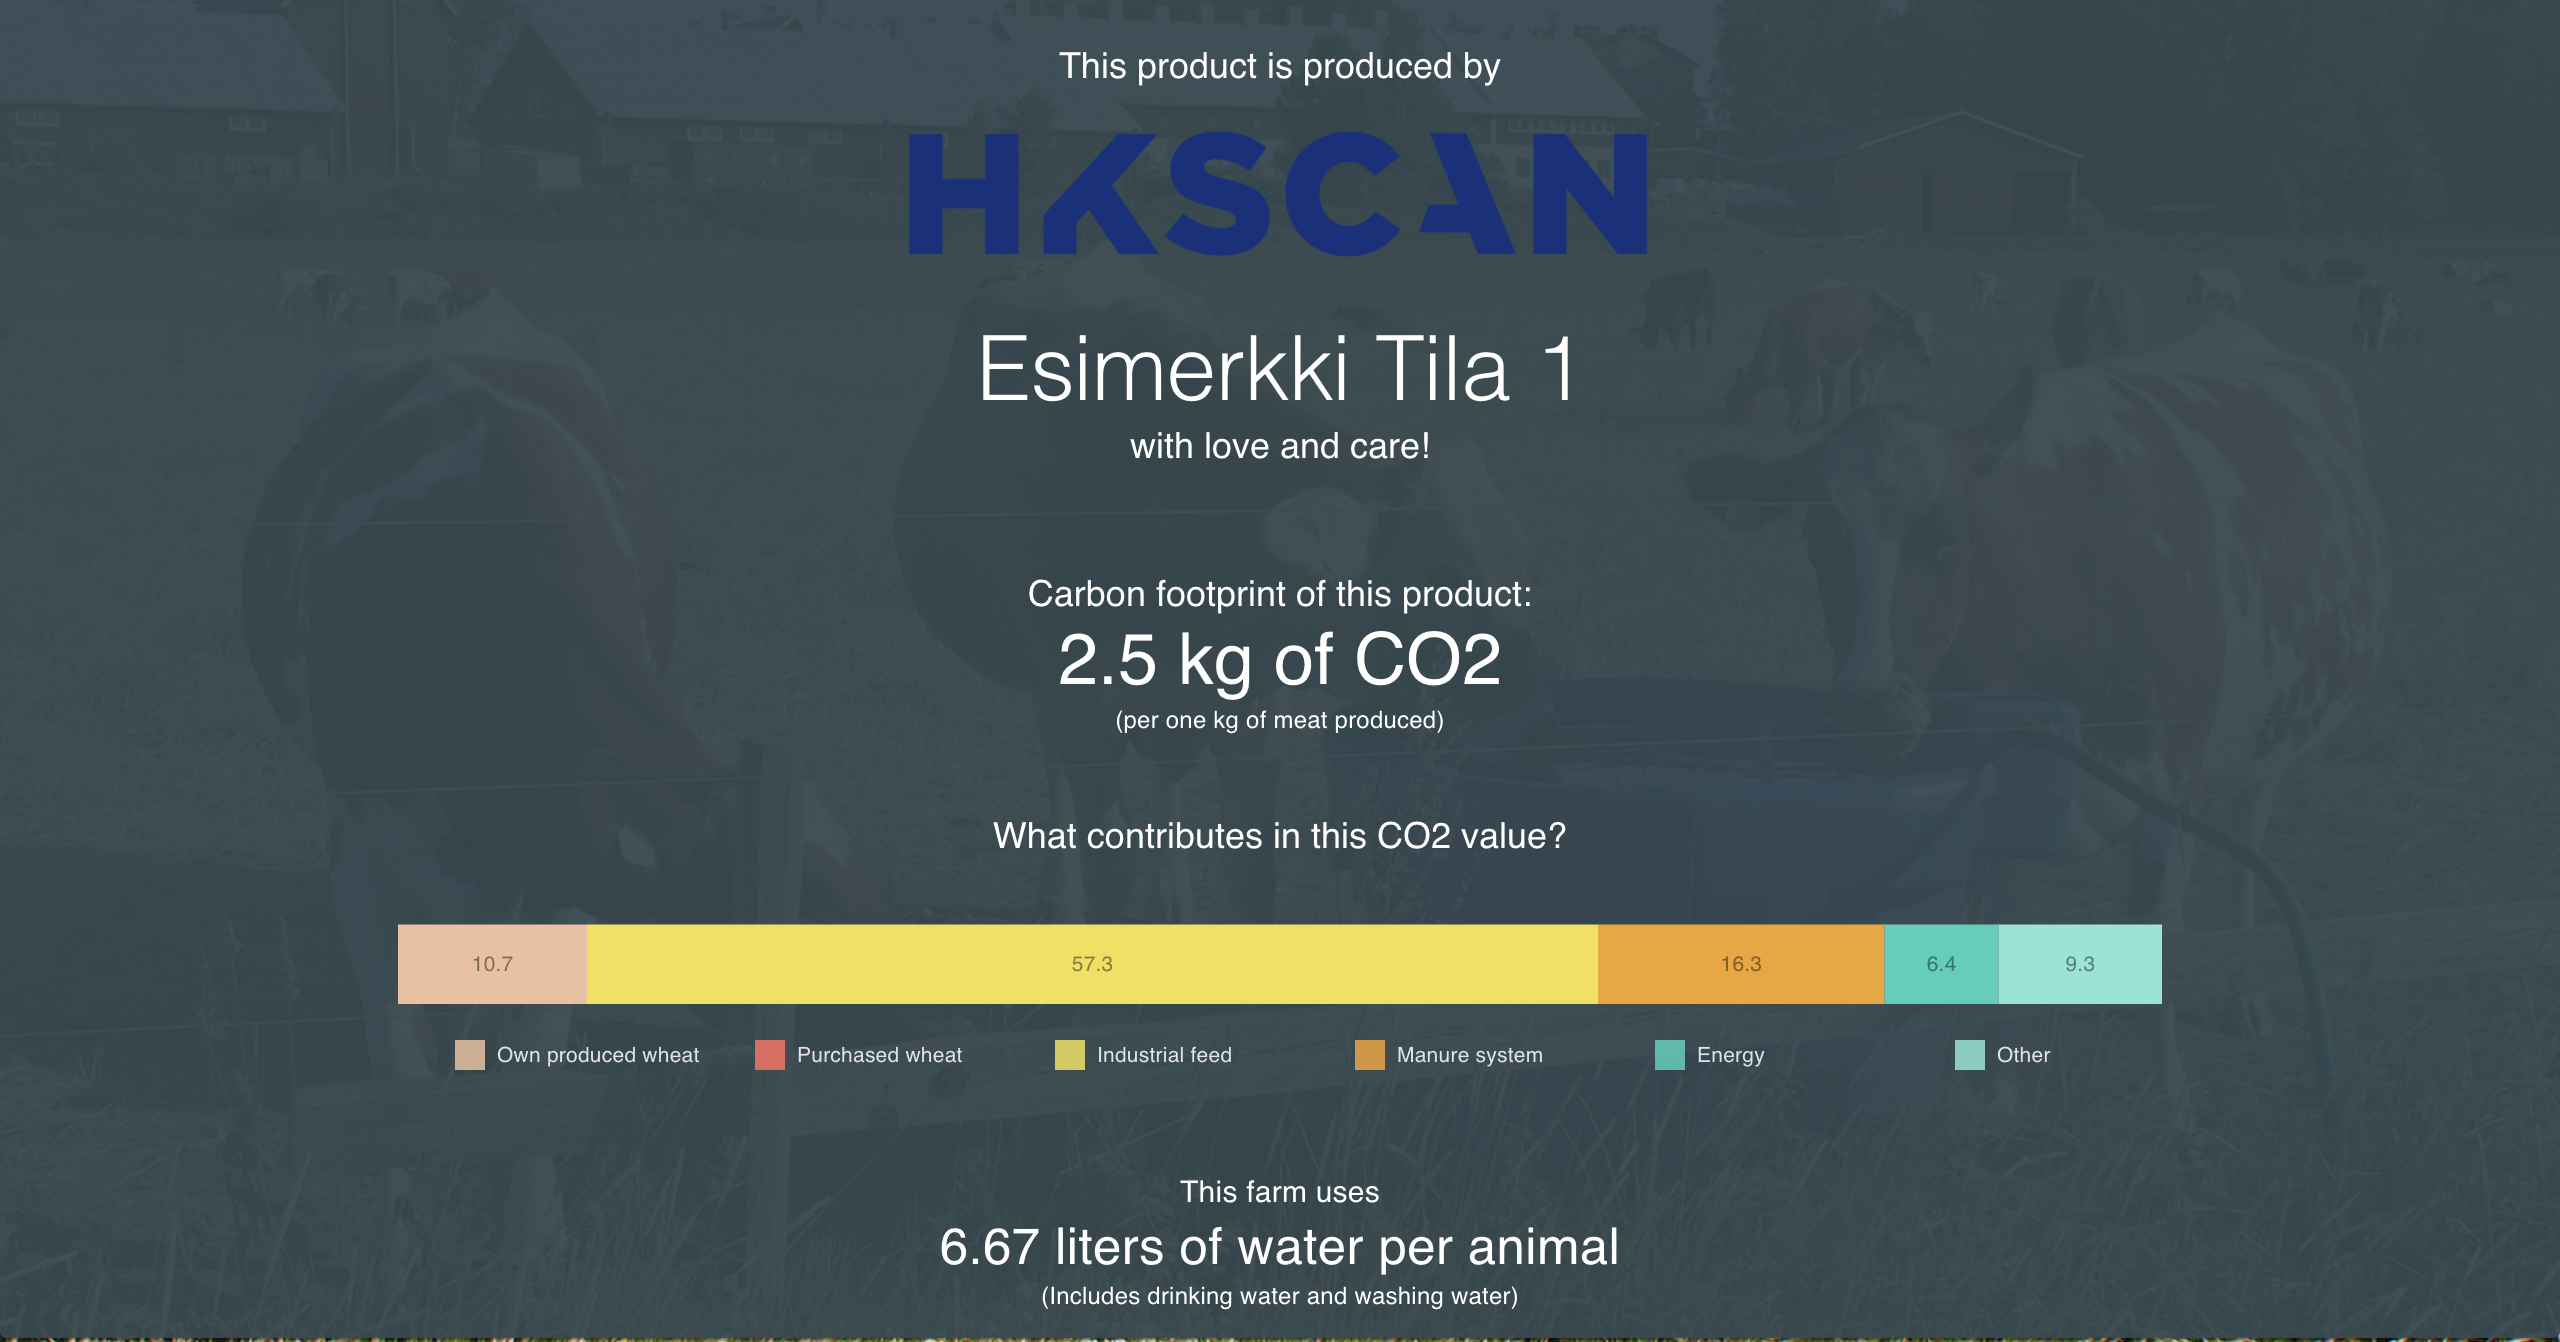 This product is produced by
HKSCAN
Esimerkki Tila 1
with love and care!
Carbon footprint of this product:
2.5 kg of CO2
(per one kg of meat produced)
What contributes in this CO2 value?
10.7 57.3 16.3 6.4 9.3
Own produced wheat Purchased wheat Industrial feed Manure system Energy Other
This farm uses
6.67 liters of water per animal
(Includes drinking water and washing water)